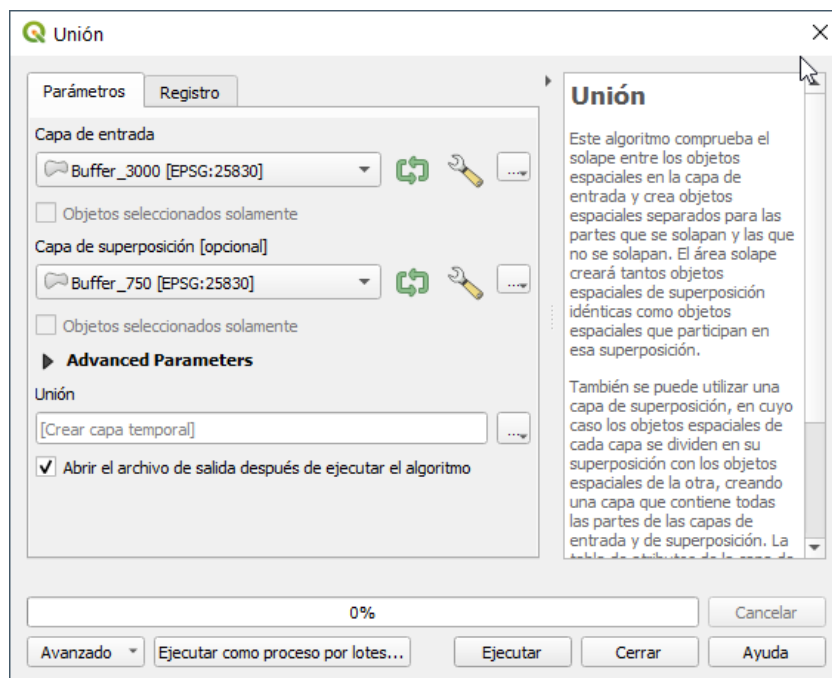 Unión
Parámetros
Registro
Capa de entrada
Buffer_3000 [EPSG:25830]
...
Objetos seleccionados solamente
Capa de superposición [opcional]
Buffer_750 [EPSG:25830]
...
Objetos seleccionados solamente
Advanced Parameters
Unión
[Crear capa temporal]
...
Abrir el archivo de salida después de ejecutar el algoritmo
Unión
Este algoritmo comprueba el
solape entre los objetos
espaciales en la capa de
entrada y crea objetos
espaciales separados para las
partes que se solapan y las que
no se solapan. El área solape
creará tantos objetos
espaciales de superposición
idénticas como objetos
espaciales que participan en
esa superposición.
También se puede utilizar una
capa de superposición, en cuyo
caso los objetos espaciales de
cada capa se dividen en su
superposición con los objetos
espaciales de la otra, creando
una capa que contiene todas
las partes de las capas de
entrada y de superposición. La
tabla de atributos de la capa de
0%
Cancelar
Avanzado
Ejecutar como proceso por lotes...
Ejecutar
Cerrar
Ayuda